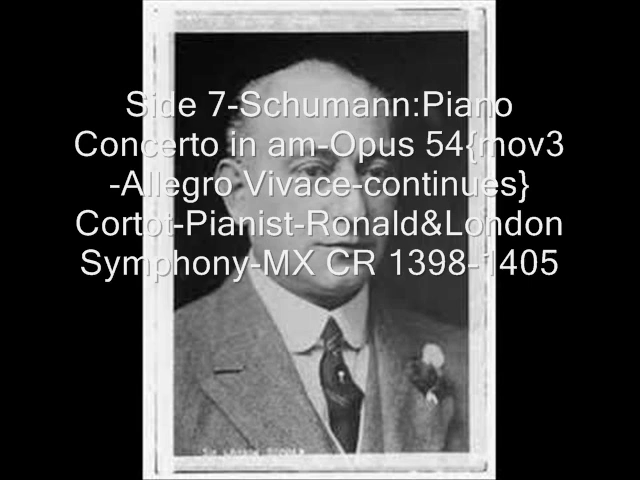 Side 7-Schumann:Piano
Concerto in am-Opus 54{mov3
-Allegro Vivace-continues}
Cortot-Pianist-Ronald&London
Symphony-MX CR 1398-1405